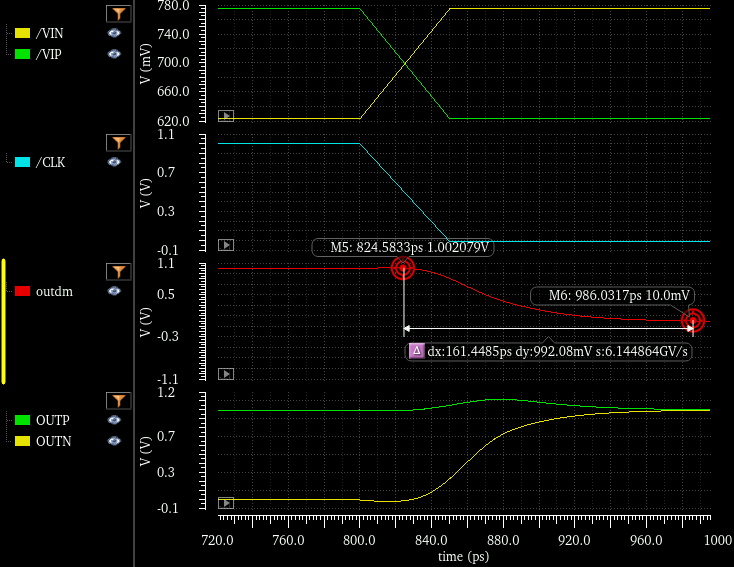 780.0
/VIN
/VIP
740.0
700.0
660.0
620.0
V (mV)
1.1
/CLK
0.7
0.3
-0.1
V (V)
M5: 824.5833ps 1.002079V
1.1
outdm
0.5
M6: 986.0317ps 10.0mV
-0.3
Δ dx:161.4485ps dy:992.08mV s:6.144864GV/s
-1.1
V (V)
1.2
OUTP
OUTN
0.7
0.3
-0.1
V (V)
720.0 760.0 800.0 840.0 880.0 920.0 960.0 1000
time (ps)